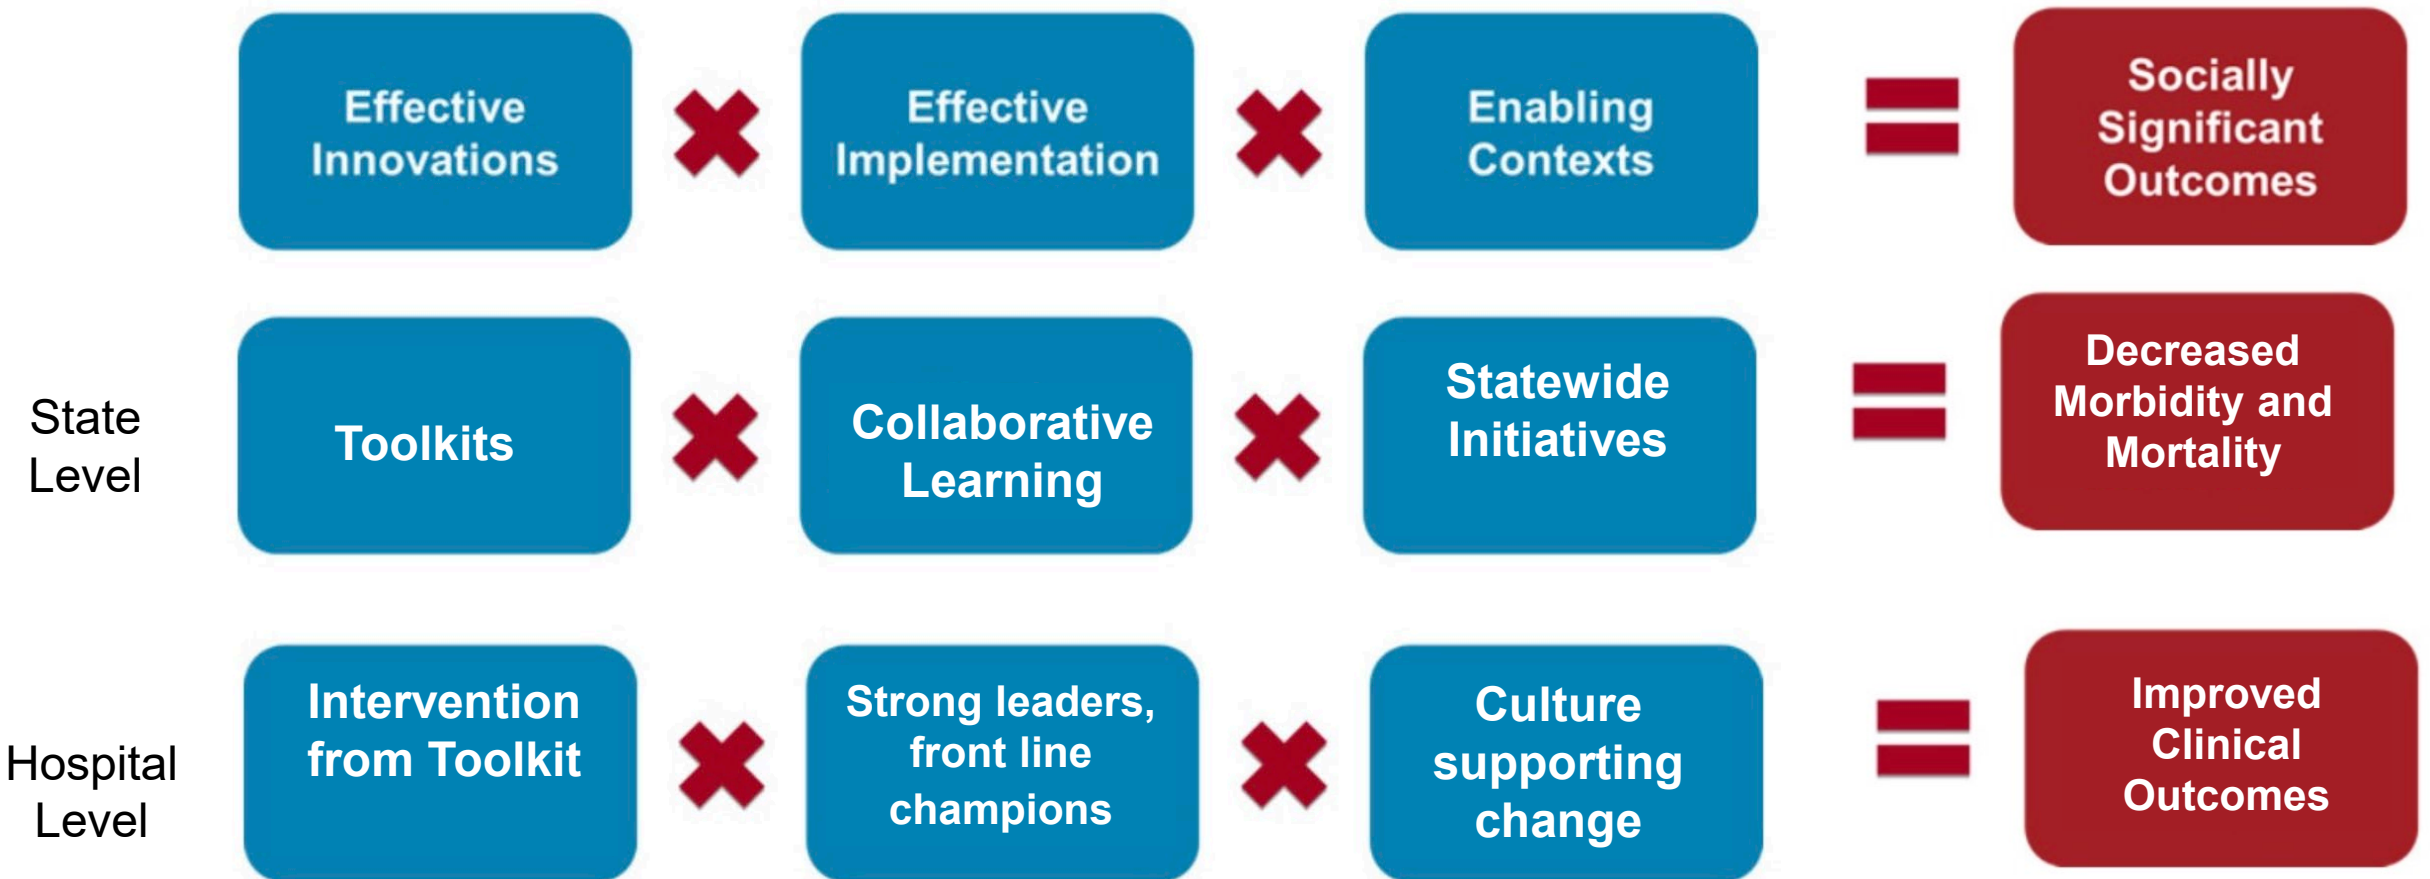 Effective
Innovations
Effective
Implementation
Enabling
Contexts
Socially
Significant
Outcomes
State
Level
Toolkits
Collaborative
Learning
Statewide
Initiatives
Decreased
Morbidity and
Mortality
Hospital
Level
Intervention
from Toolkit
Strong leaders,
front line
champions
Culture
supporting
change
Improved
Clinical
Outcomes